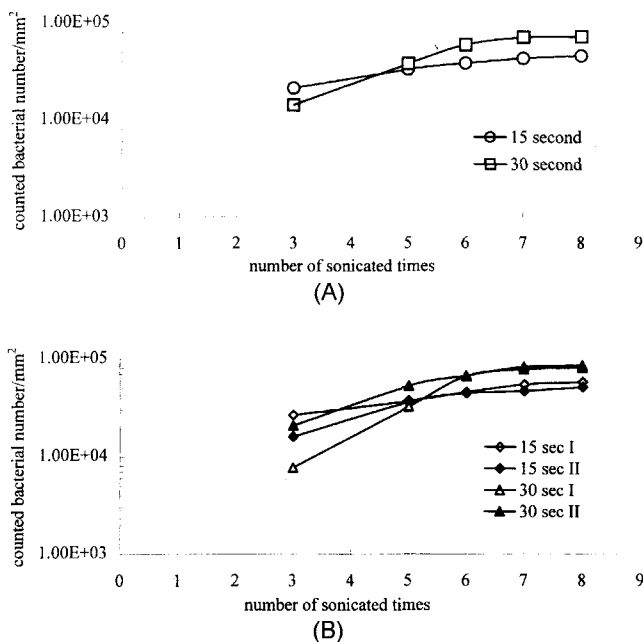 counted bacterial number/mm²
1.00E+05
1.00E+04
1.00E+03
15 second
30 second
0 1 2 3 4 5 6 7 8 9
number of sonicated times
(A)
counted bacterial number/mm²
1.00E+05
1.00E+04
1.00E+03
15 sec I
15 sec II
30 sec I
30 sec II
0 1 2 3 4 5 6 7 8 9
number of sonicated times
(B)